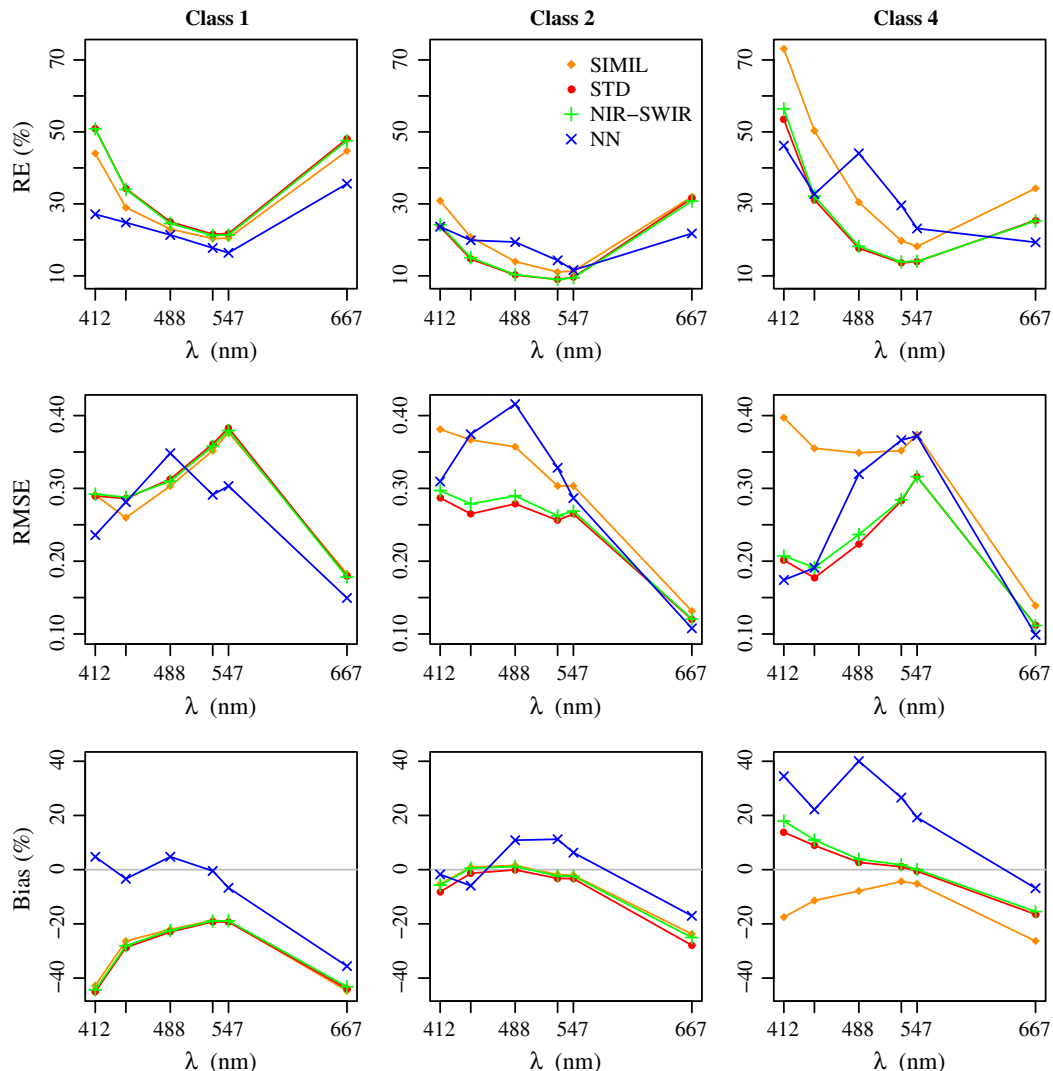 Class 1
Class 2
Class 4
RE (%)
70
50
30
10
SIMIL
STD
NIR−SWIR
NN
412 488 547 667
412 488 547 667
412 488 547 667
λ (nm)
λ (nm)
λ (nm)
RMSE
0.40
0.30
0.20
0.10
0.40
0.30
0.20
0.10
0.40
0.30
0.20
0.10
412 488 547 667
412 488 547 667
412 488 547 667
λ (nm)
λ (nm)
λ (nm)
Bias (%)
40
20
0
−20
−40
40
20
0
−20
−40
40
20
0
−20
−40
412 488 547 667
412 488 547 667
412 488 547 667
λ (nm)
λ (nm)
λ (nm)
70
50
30
10
70
50
30
10